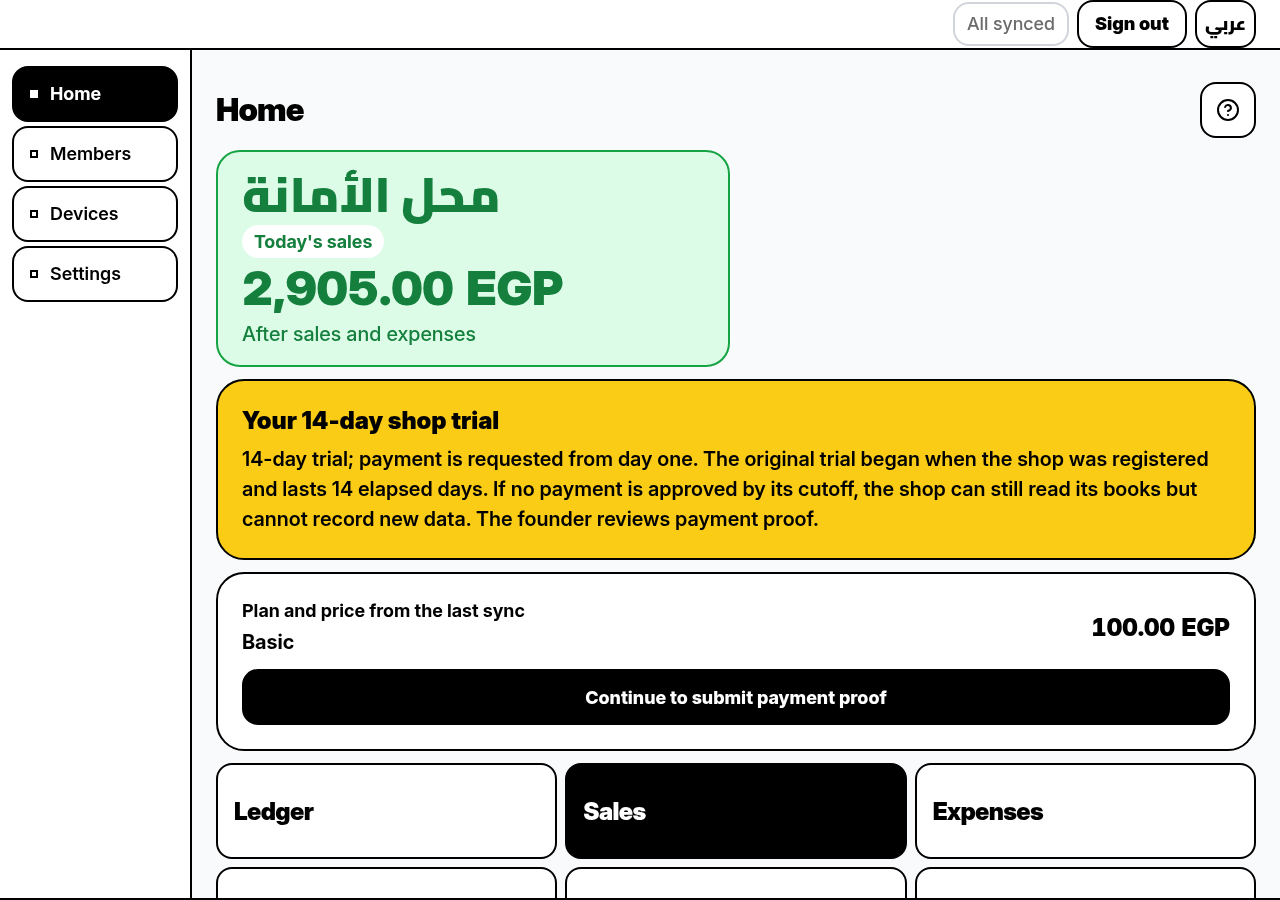 All synced
Sign out
عربي
Home
Members
Devices
Settings
Home
محل الأمانة
Today's sales
2,905.00 EGP
After sales and expenses
Your 14-day shop trial
14-day trial; payment is requested from day one. The original trial began when the shop was registered
and lasts 14 elapsed days. If no payment is approved by its cutoff, the shop can still read its books but
cannot record new data. The founder reviews payment proof.
Plan and price from the last sync
Basic
100.00 EGP
Continue to submit payment proof
Ledger
Sales
Expenses